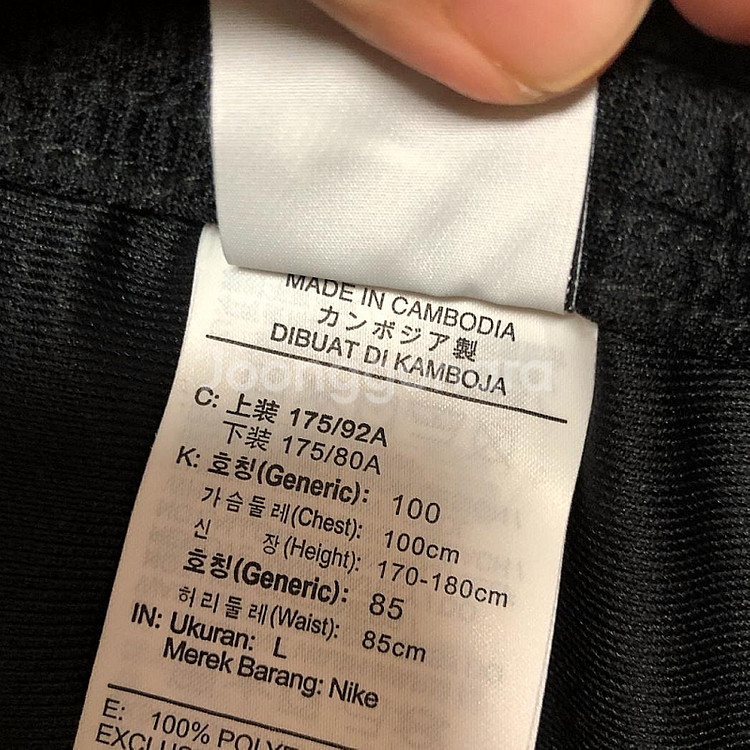 MADE IN CAMBODIA
カンボジア製
DIBUAT DI KAMBOJA
C: 上装 175/92A
下装 175/80A
K: 호칭(Generic): 100
가슴둘레(Chest): 100cm
신 장(Height): 170-180cm
호칭(Generic): 85
허리둘레(Waist): 85cm
IN: Ukuran: L
Merek Barang: Nike
E: 100%